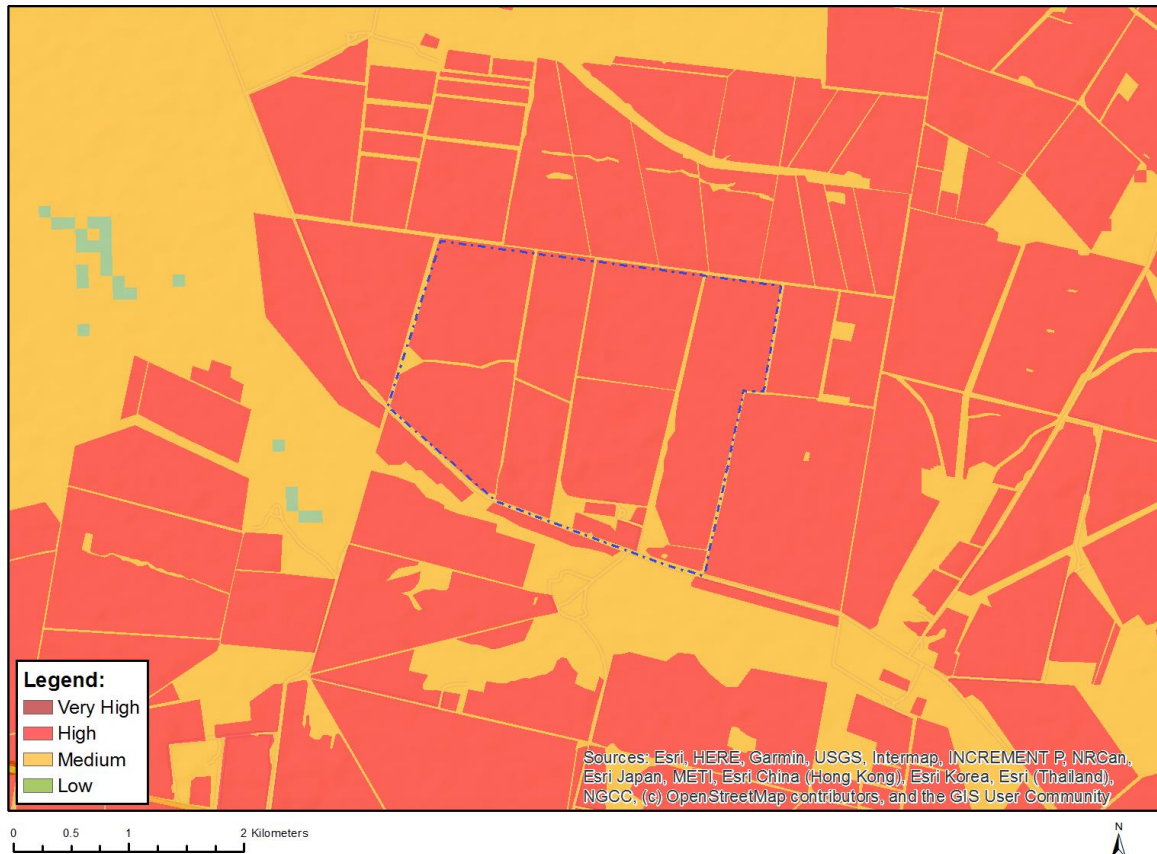 Legend:
Very High
High
Medium
Low
Sources: Esri, HERE, Garmin, USGS, Intermap, INCREMENT P, NRCan,
Esri Japan, METI, Esri China (Hong Kong), Esri Korea, Esri (Thailand),
NGCC, (c) OpenStreetMap contributors, and the GIS User Community
0 0.5 1 2 Kilometers
N